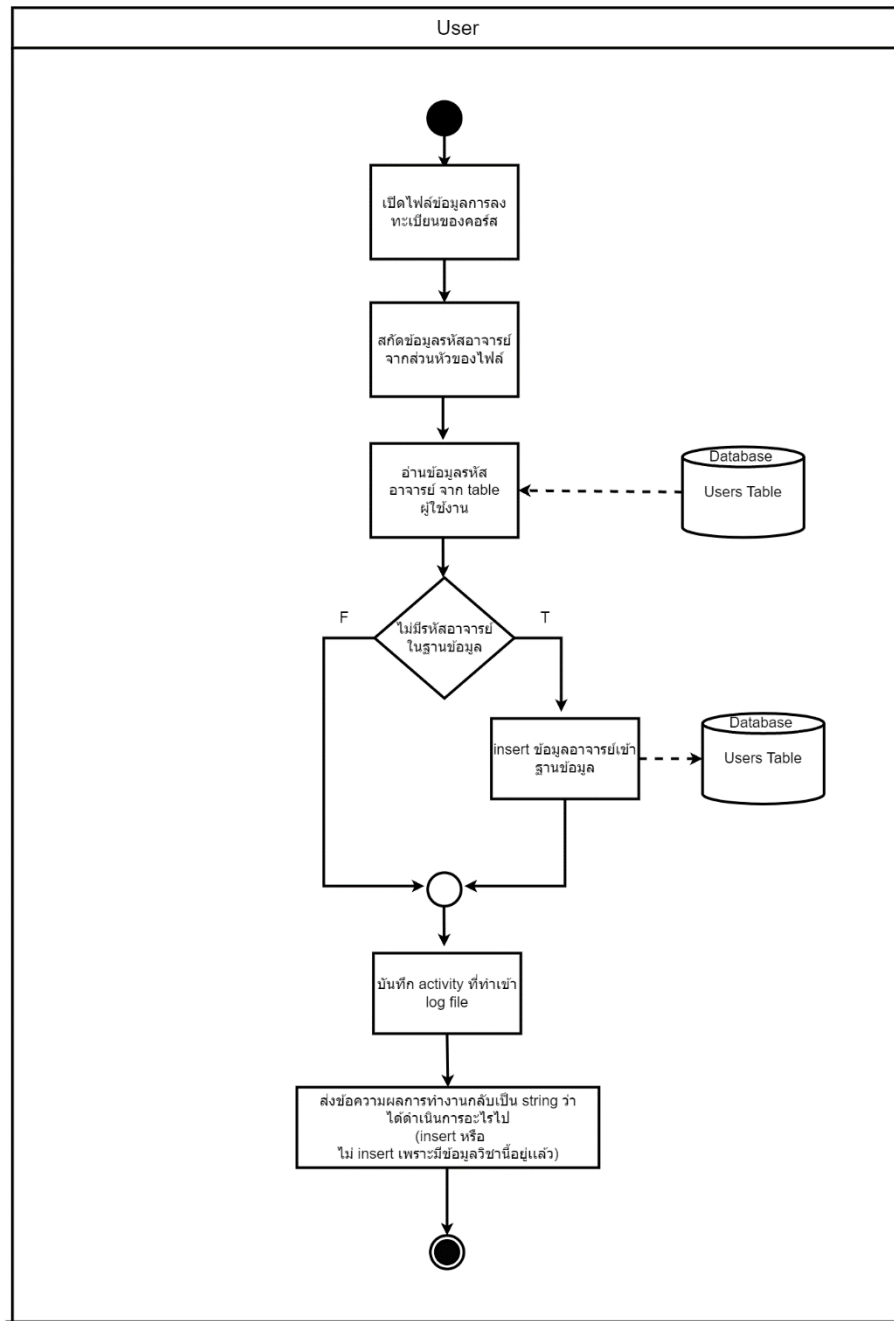 User
เปิดไฟล์ข้อมูลการลง
ทะเบียนของคอร์ส
สกัดข้อมูลรหัสอาจารย์
จากส่วนหัวของไฟล์
อ่านข้อมูลรหัส
อาจารย์ จาก table
ผู้ใช้งาน
Database
Users Table
F
T
ไม่มีรหัสอาจารย์
ในฐานข้อมูล
insert ข้อมูลอาจารย์เข้า
ฐานข้อมูล
Database
Users Table
บันทึก activity ที่ทำเข้า
log file
ส่งข้อความผลการทำงานกลับเป็น string ว่า
ได้ดำเนินการอะไรไป
(insert หรือ
ไม่ insert เพราะมีข้อมูลวิชานี้อยู่แล้ว)